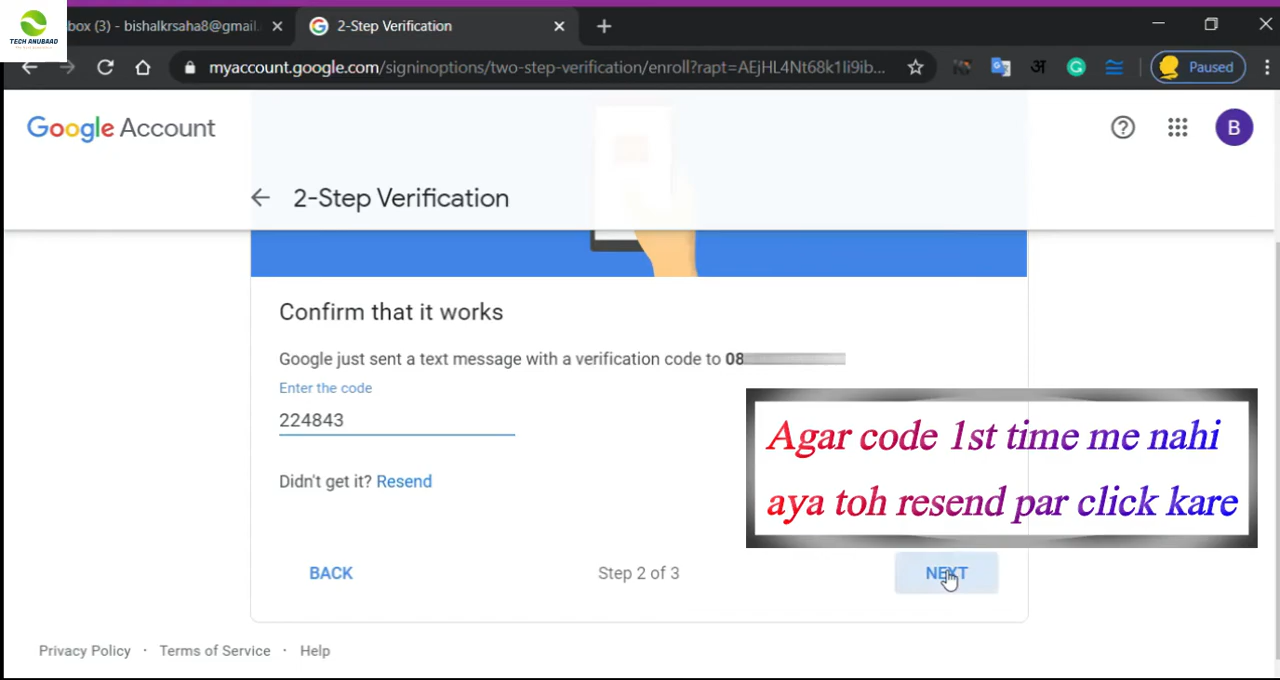 TECH ANUBAAD
box (3) - bishalkrsaha8@gmail.
2-Step Verification
myaccount.google.com/signinoptions/two-step-verification/enroll?rapt=AEjHL4Nt68k1Ii9ib...
Paused
Google Account
B
2-Step Verification
Confirm that it works
Google just sent a text message with a verification code to 08
Enter the code
224843
Agar code 1st time me nahi
aya toh resend par click kare
Didn't get it? Resend
BACK
Step 2 of 3
NEXT
Privacy Policy · Terms of Service · Help